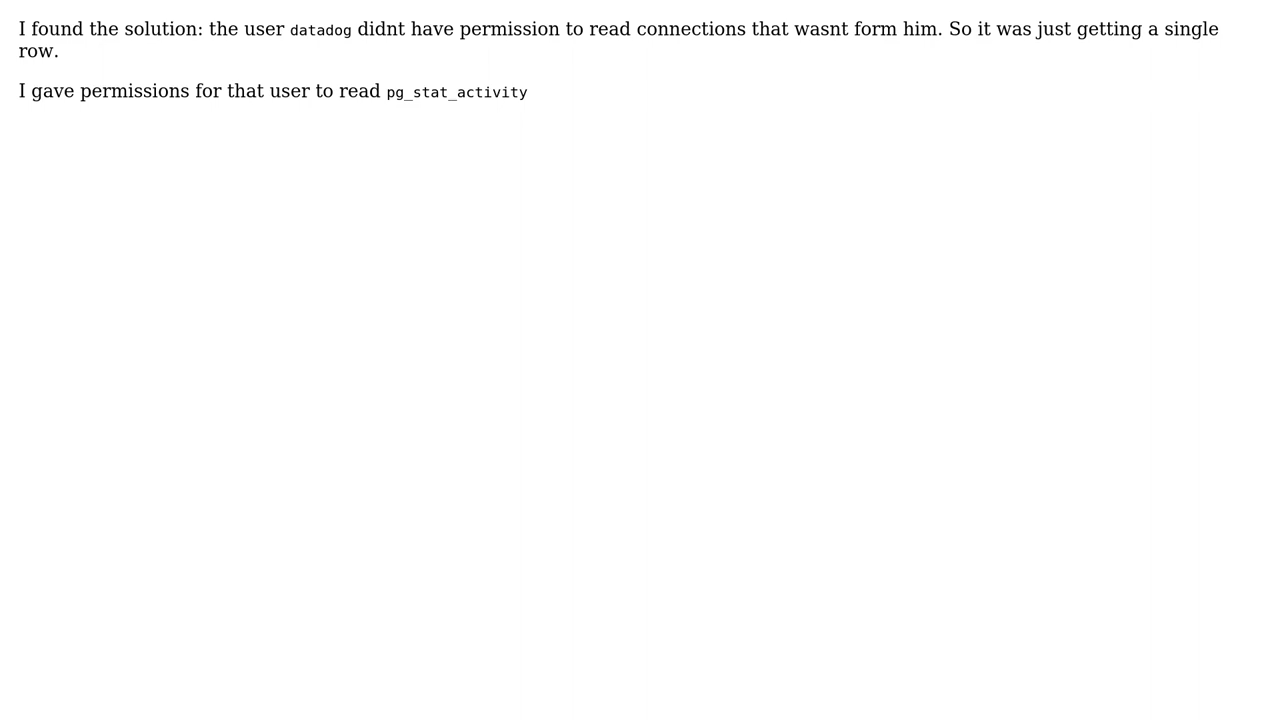 I found the solution: the user datadog didnt have permission to read connections that wasnt form him. So it was just getting a single
row.
I gave permissions for that user to read pg_stat_activity